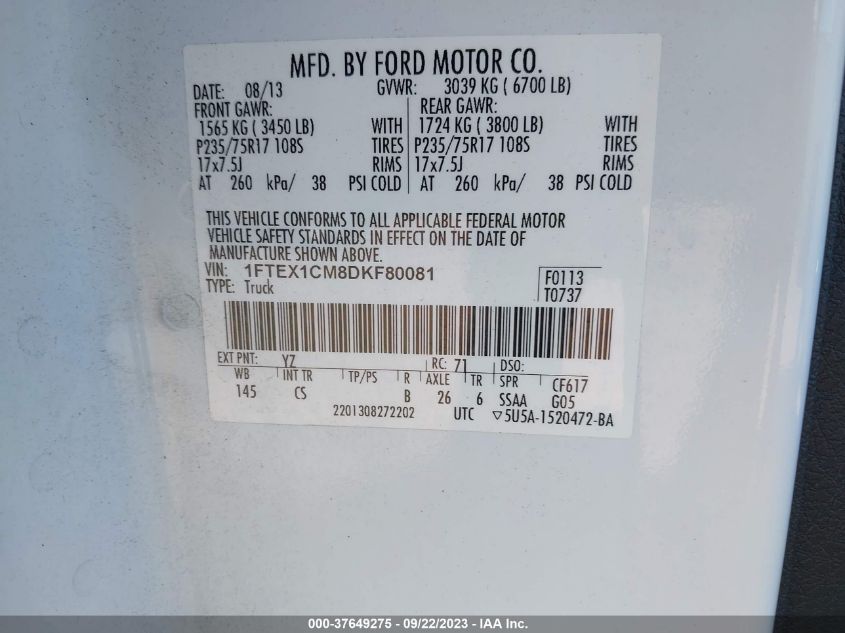 MFD. BY FORD MOTOR CO.
DATE: 08/13 GVWR: 3039 KG ( 6700 LB)
FRONT GAWR: REAR GAWR:
1565 KG ( 3450 LB) WITH 1724 KG ( 3800 LB) WITH
P235/75R17 108S TIRES P235/75R17 108S TIRES
17x7.5J RIMS 17x7.5J RIMS
AT 260 kPa/ 38 PSI COLD AT 260 kPa/ 38 PSI COLD
THIS VEHICLE CONFORMS TO ALL APPLICABLE FEDERAL MOTOR
VEHICLE SAFETY STANDARDS IN EFFECT ON THE DATE OF
MANUFACTURE SHOWN ABOVE.
VIN: 1FTEX1CM8DKF80081 F0113
TYPE: Truck T0737
EXT PNT: YZ RC: 71 DSO:
WB INT TR TP/PS R AXLE TR SPR CF617
145 CS B 26 6 SSAA G05
2201308272202 UTC ▽5U5A-1520472-BA
000-37649275 - 09/22/2023 - IAA Inc.